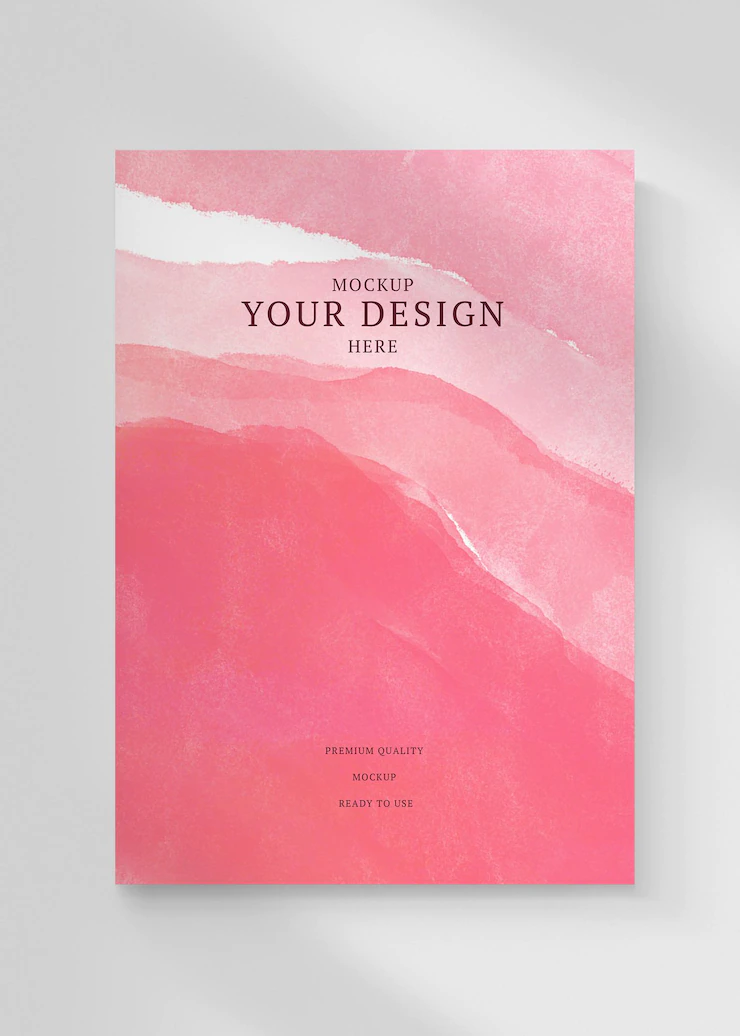 MOCKUP
YOUR DESIGN
HERE
PREMIUM QUALITY
MOCKUP
READY TO USE